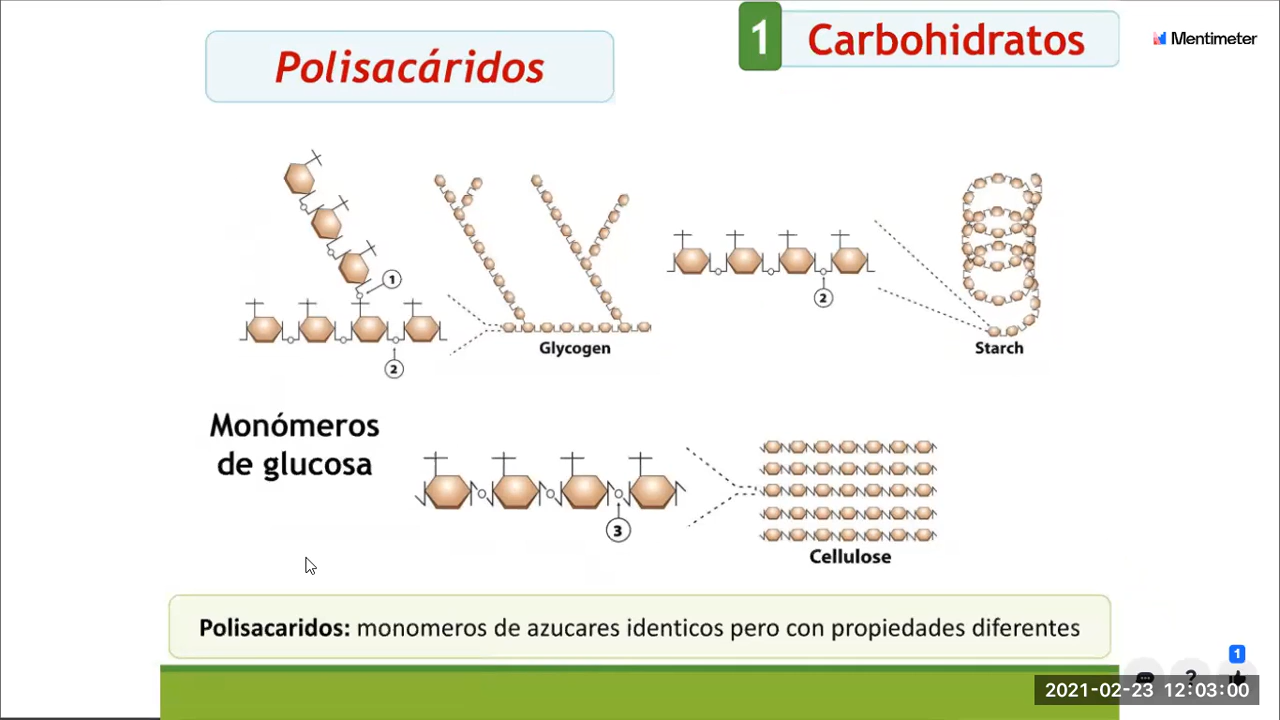 Polisacáridos
1 Carbohidratos
Mentimeter
1
2
Glycogen
2
Starch
Monómeros
de glucosa
3
Cellulose
Polisacaridos: monomeros de azucares identicos pero con propiedades diferentes
1
?
2021-02-23 12:03:00